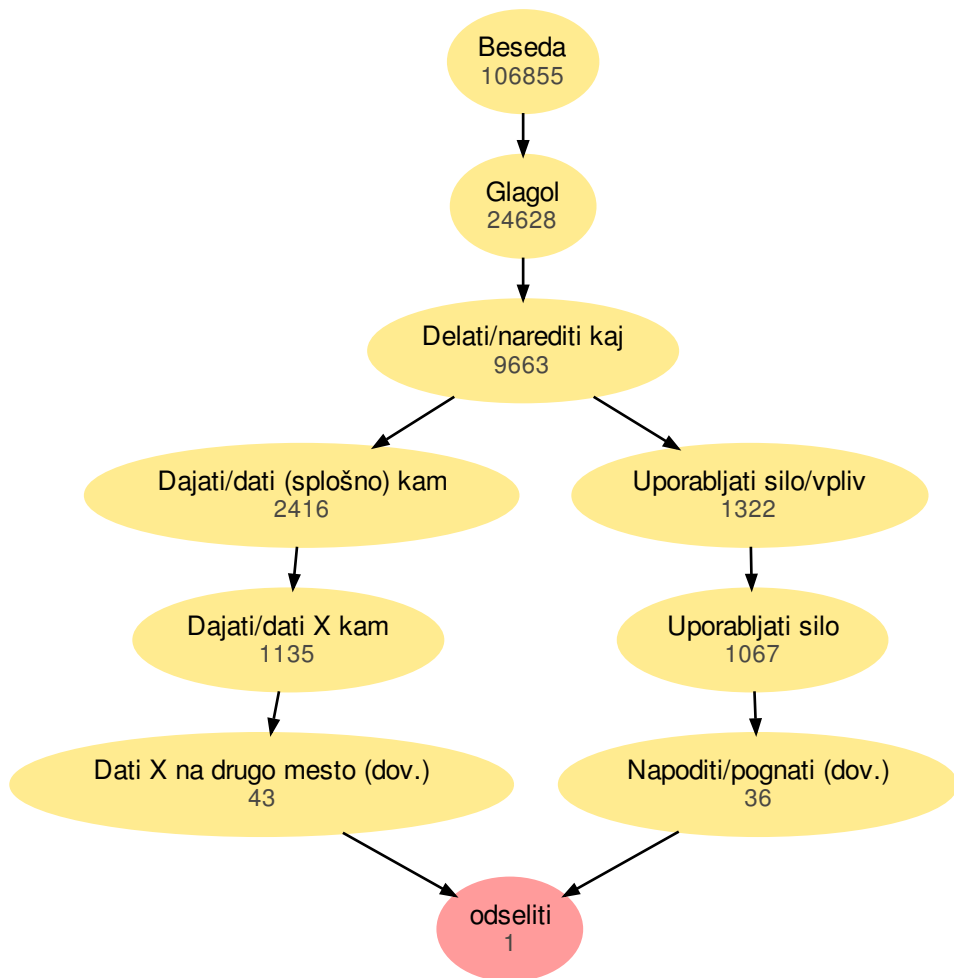 Beseda
106855
Glagol
24628
Delati/narediti kaj
9663
Dajati/dati (splošno) kam
2416
Uporabljati silo/vpliv
1322
Dajati/dati X kam
1135
Uporabljati silo
1067
Dati X na drugo mesto (dov.)
43
Napoditi/pognati (dov.)
36
odseliti
1